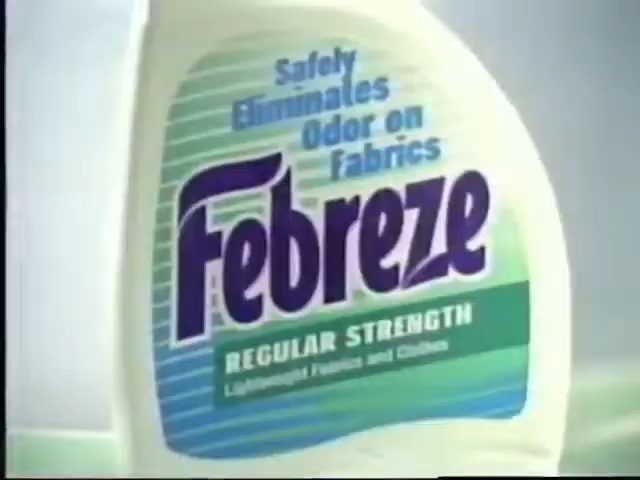 Safely
Eliminates
Odor on
Fabrics
Febreze
REGULAR STRENGTH
Lightweight Fabrics and Clothes